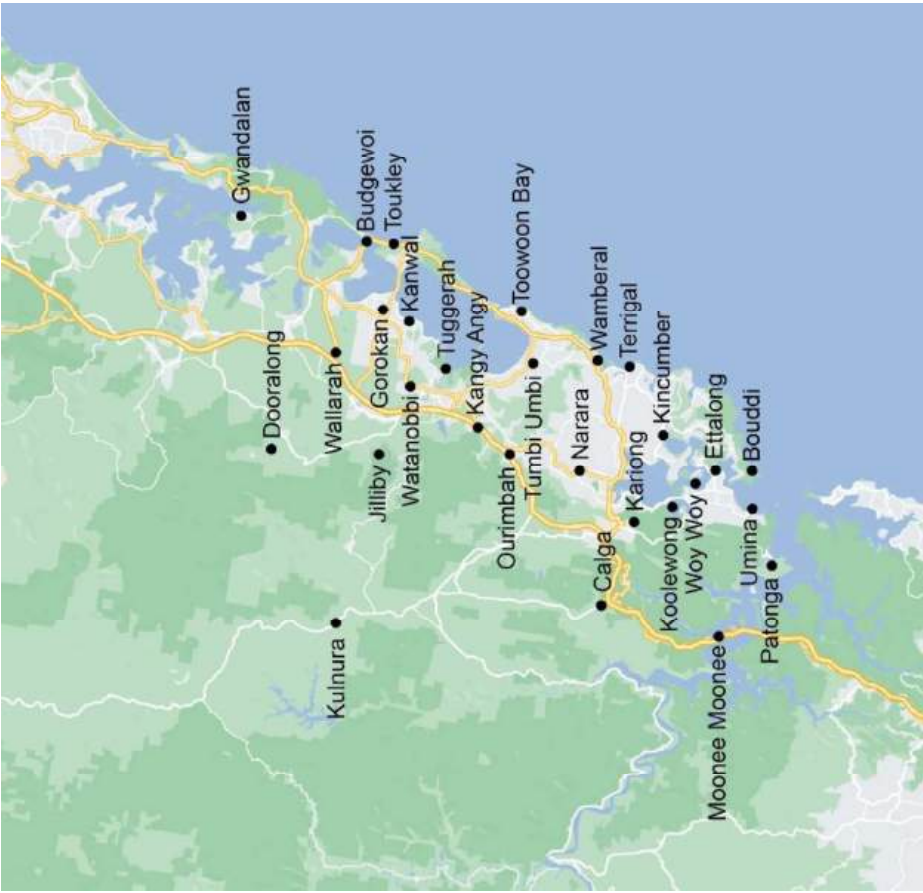 Gwandalan
Budgewoi
Toukley
Dooralong
Wallarah
Gorokan
Kanwal
Tuggerah
Toowoon Bay
Jilliby
Watanobbi
Kangy Angy
Kulnura
Ourimbah
Tumbi Umbi
Wamberal
Narara
Terrigal
Calga
Kariong
Kincumber
Koolewong
Woy Woy
Ettalong
Moonee Moonee
Umina
Bouddi
Patonga